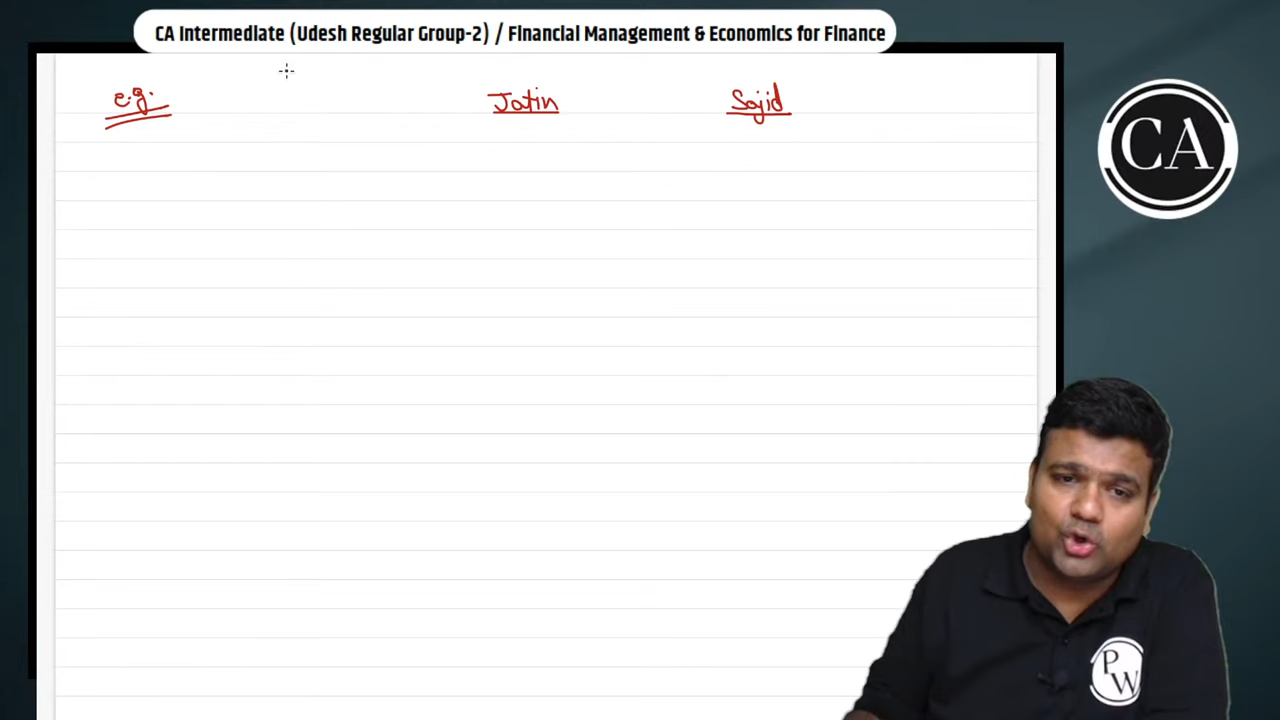 CA Intermediate (Udesh Regular Group-2) / Financial Management & Economics for Finance
e.g. Jatin Sajid
CA
PW